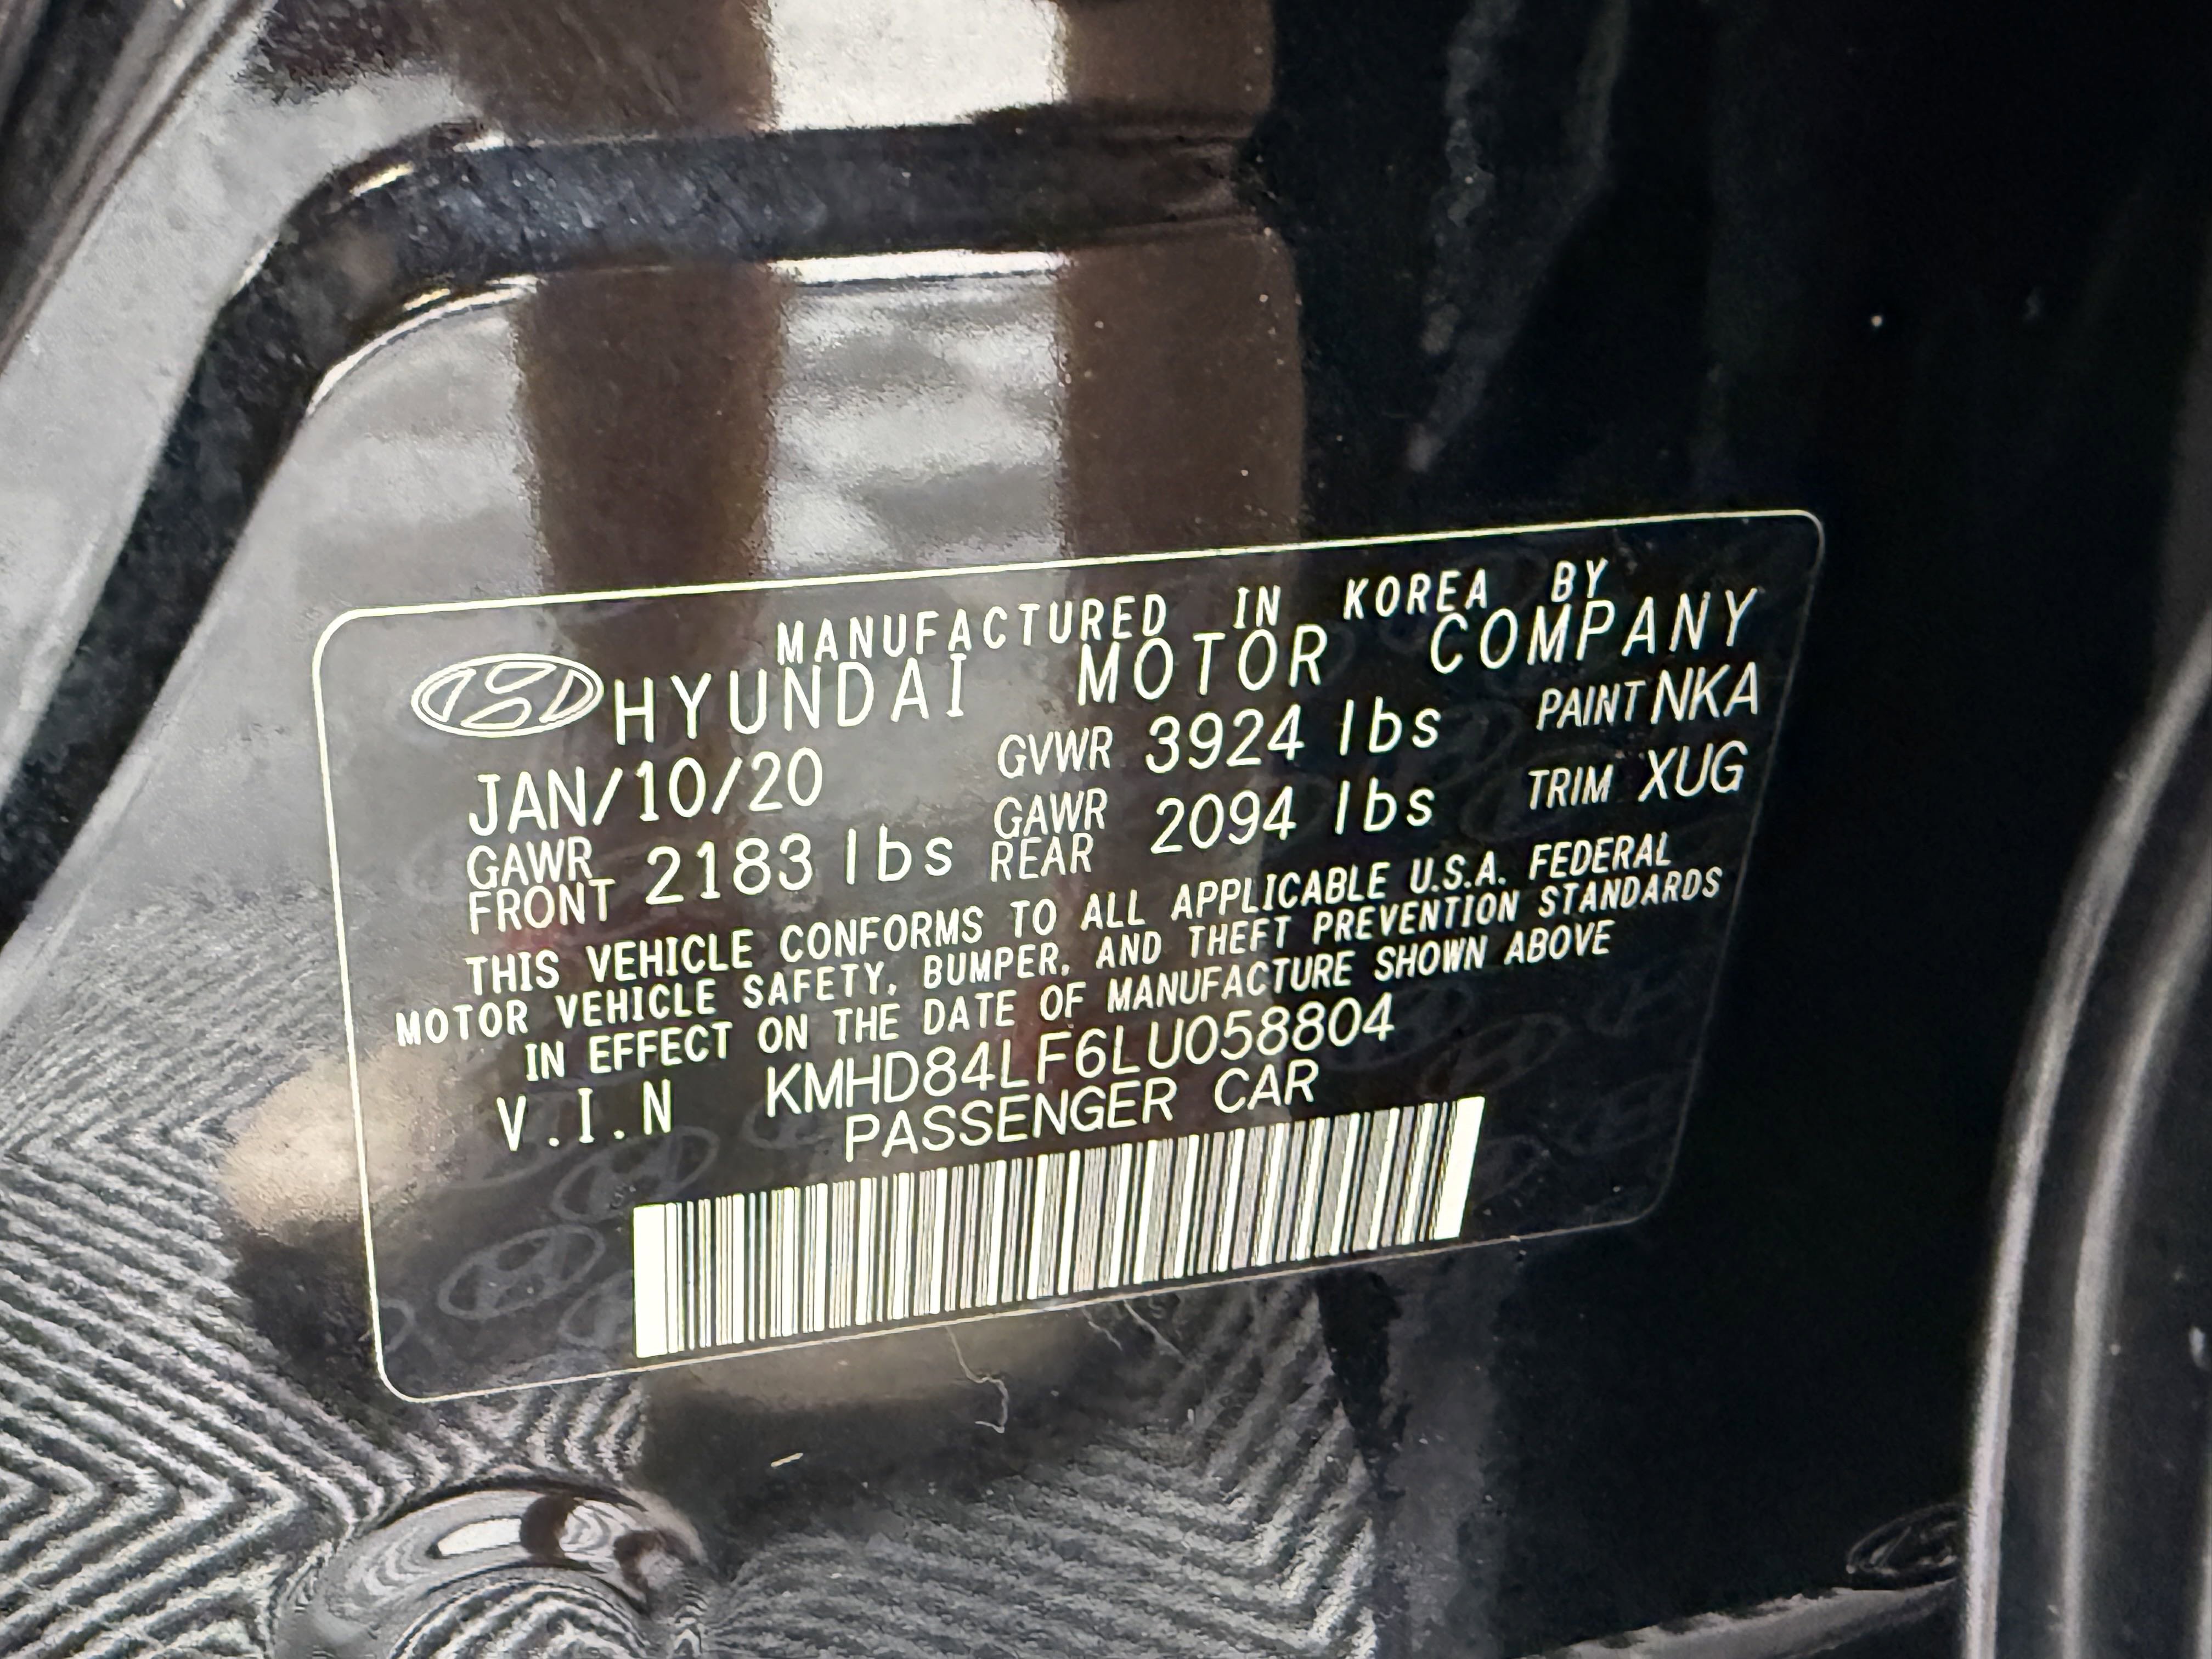 MANUFACTURED IN KOREA BY
HYUNDAI MOTOR COMPANY
JAN/10/20 GVWR 3924 lbs PAINT NKA
GAWR FRONT 2183 lbs GAWR REAR 2094 lbs TRIM XUG
THIS VEHICLE CONFORMS TO ALL APPLICABLE U.S.A. FEDERAL
MOTOR VEHICLE SAFETY, BUMPER, AND THEFT PREVENTION STANDARDS
IN EFFECT ON THE DATE OF MANUFACTURE SHOWN ABOVE
V.I.N KMHD84LF6LU058804
PASSENGER CAR